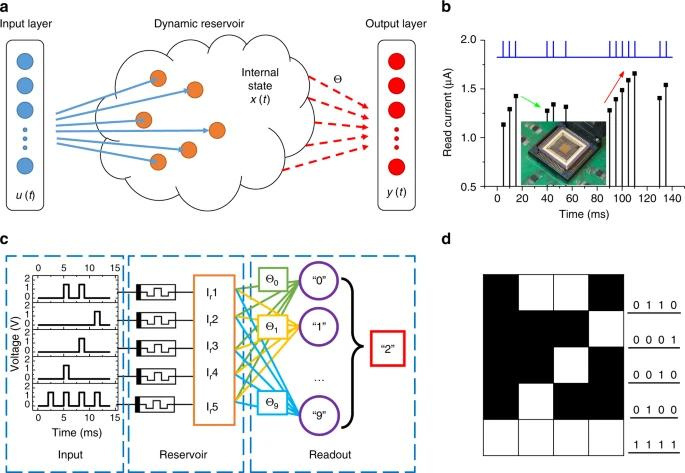 a
Input layer
Dynamic reservoir
Output layer
Internal
state
x (t)
Θ
u (t)
y (t)
b
2.0
1.5
1.0
0.5
Read current (µA)
0 20 40 60 80 100 120 140
Time (ms)
c
0 5 10 15
0 5 10 15
2
1
0
2
1
0
2
1
0
2
1
0
2
1
0
Voltage (V)
Time (ms)
Input
Ir1
Ir2
Ir3
Ir4
Ir5
Reservoir
Θ0
Θ1
Θ9
“0”
“1”
...
“9”
“2”
Readout
d
0 1 1 0
0 0 0 1
0 0 1 0
0 1 0 0
1 1 1 1